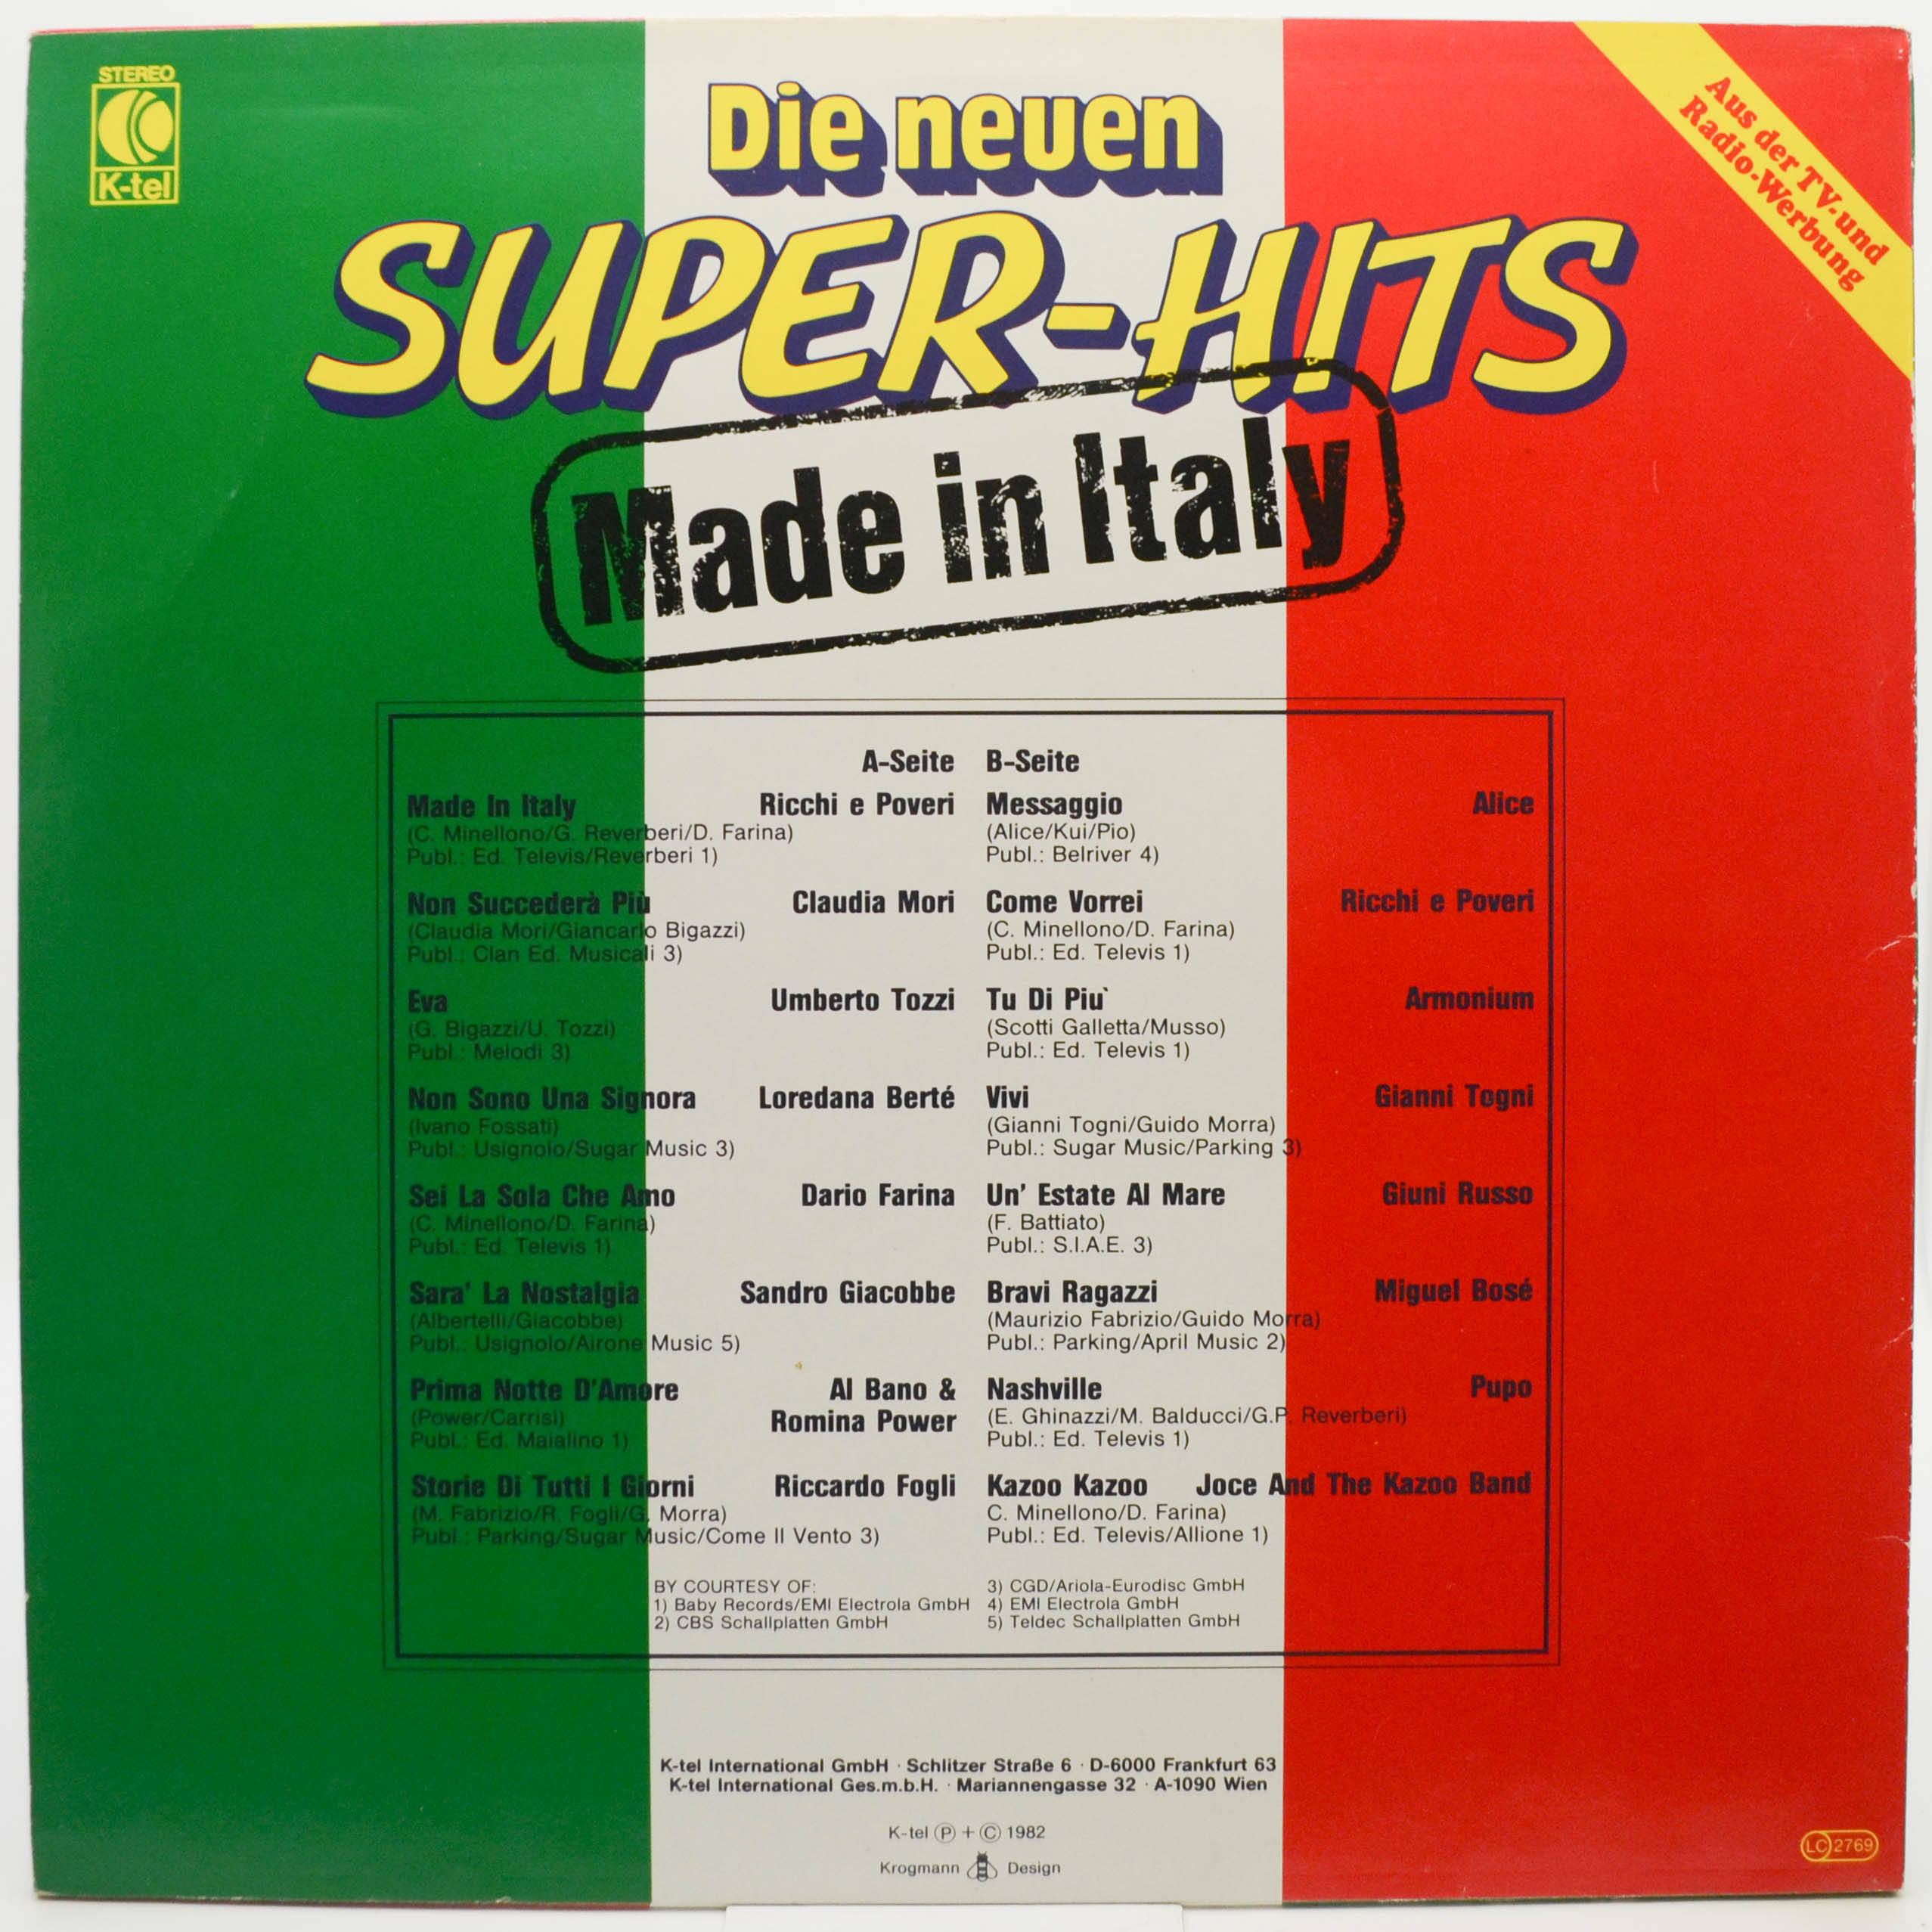 STEREO
K-tel
Aus der TV- und
Radio-Werbung
Die neuen
SUPER-HITS
Made in Italy
A-Seite
Made In Italy Ricchi e Poveri
(C. Minellono/G. Reverberi/D. Farina)
Publ.: Ed. Televis/Reverberi 1)
Non Succederà Più Claudia Mori
(Claudia Mori/Giancarlo Bigazzi)
Publ.: Clan Ed. Musicali 3)
Eva Umberto Tozzi
(G. Bigazzi/U. Tozzi)
Publ.: Melodi 3)
Non Sono Una Signora Loredana Berté
(Ivano Fossati)
Publ.: Usignolo/Sugar Music 3)
Sei La Sola Che Amo Dario Farina
(C. Minellono/D. Farina)
Publ.: Ed. Televis 1)
Sara' La Nostalgia Sandro Giacobbe
(Albertelli/Giacobbe)
Publ.: Usignolo/Airone Music 5)
Prima Notte D'Amore Al Bano &
Romina Power
(Power/Carrisi)
Publ.: Ed. Maialino 1)
Storie Di Tutti I Giorni Riccardo Fogli
(M. Fabrizio/R. Fogli/G. Morra)
Publ.: Parking/Sugar Music/Come Il Vento 3)
B-Seite
Messaggio Alice
(Alice/Kui/Pio)
Publ.: Belriver 4)
Come Vorrei Ricchi e Poveri
(C. Minellono/D. Farina)
Publ.: Ed. Televis 1)
Tu Di Piu` Armonium
(Scotti Galletta/Musso)
Publ.: Ed. Televis 1)
Vivi Gianni Togni
(Gianni Togni/Guido Morra)
Publ.: Sugar Music/Parking 3)
Un' Estate Al Mare Giuni Russo
(F. Battiato)
Publ.: S.I.A.E. 3)
Bravi Ragazzi Miguel Bosé
(Maurizio Fabrizio/Guido Morra)
Publ.: Parking/April Music 2)
Nashville Pupo
(E. Ghinazzi/M. Balducci/G.P. Reverberi)
Publ.: Ed. Televis 1)
Kazoo Kazoo Joce And The Kazoo Band
C. Minellono/D. Farina)
Publ.: Ed. Televis/Allione 1)
BY COURTESY OF:
1) Baby Records/EMI Electrola GmbH
2) CBS Schallplatten GmbH
3) CGD/Ariola-Eurodisc GmbH
4) EMI Electrola GmbH
5) Teldec Schallplatten GmbH
K-tel International GmbH · Schlitzer Straße 6 · D-6000 Frankfurt 63
K-tel International Ges.m.b.H. · Mariannengasse 32 · A-1090 Wien
K-tel Ⓟ + Ⓒ 1982
Krogmann Design
LC 2769